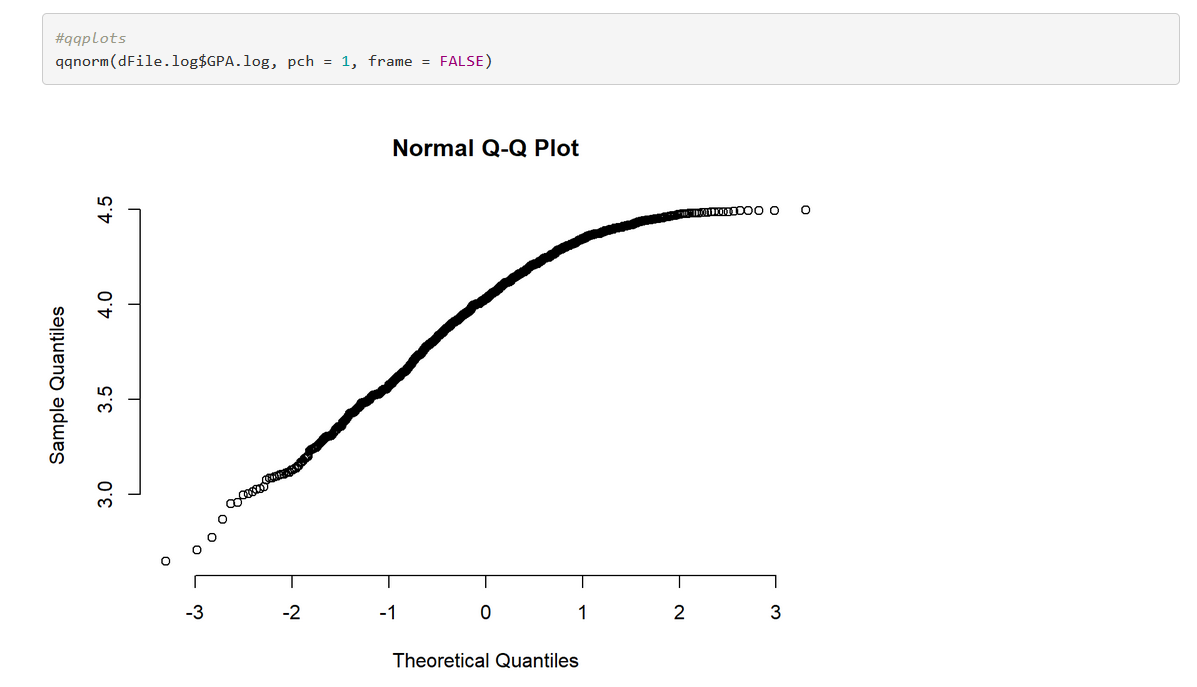 #qqplots
qqnorm(dFile.log$GPA.log, pch = 1, frame = FALSE)
Normal Q-Q Plot
4.5
4.0
3.5
3.0
Sample Quantiles
-3 -2 -1 0 1 2 3
Theoretical Quantiles